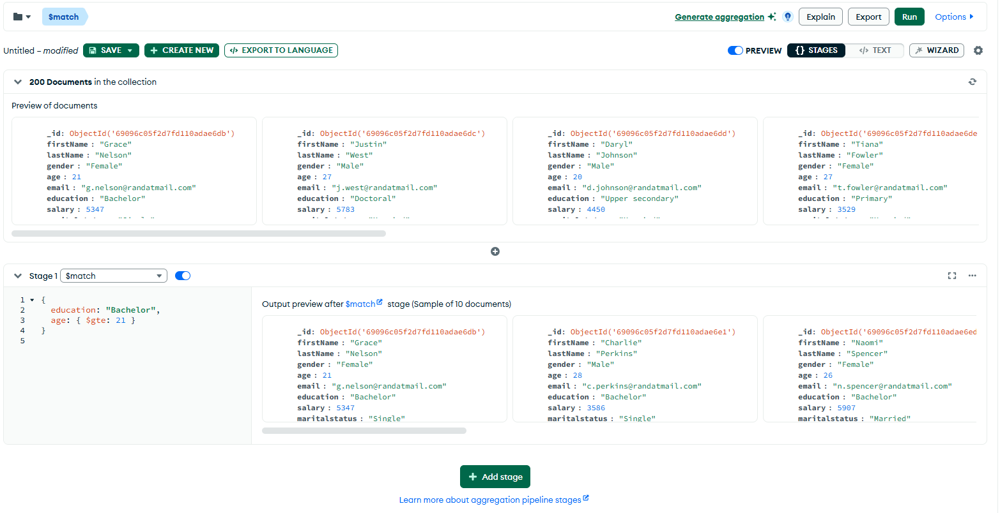 $match
Generate aggregation
Explain
Export
Run
Options
Untitled – modified
SAVE
CREATE NEW
</> EXPORT TO LANGUAGE
PREVIEW
{} STAGES
</> TEXT
WIZARD
200 Documents in the collection
Preview of documents
_id: ObjectId('69096c05f2d7fd110adae6db')
firstName : "Grace"
lastName : "Nelson"
gender : "Female"
age : 21
email : "g.nelson@randatmail.com"
education : "Bachelor"
salary : 5347
_id: ObjectId('69096c05f2d7fd110adae6dc')
firstName : "Justin"
lastName : "West"
gender : "Male"
age : 27
email : "j.west@randatmail.com"
education : "Doctoral"
salary : 5783
_id: ObjectId('69096c05f2d7fd110adae6dd')
firstName : "Daryl"
lastName : "Johnson"
gender : "Male"
age : 20
email : "d.johnson@randatmail.com"
education : "Upper secondary"
salary : 4450
_id: ObjectId('69096c05f2d7fd110adae6de
firstName : "Tiana"
lastName : "Fowler"
gender : "Female"
age : 27
email : "t.fowler@randatmail.com"
education : "Primary"
salary : 3529
Stage 1 $match
1 {
2 education: "Bachelor",
3 age: { $gte: 21 }
4 }
5
Output preview after $match stage (Sample of 10 documents)
_id: ObjectId('69096c05f2d7fd110adae6db')
firstName : "Grace"
lastName : "Nelson"
gender : "Female"
age : 21
email : "g.nelson@randatmail.com"
education : "Bachelor"
salary : 5347
maritalstatus : "Single"
_id: ObjectId('69096c05f2d7fd110adae6e1')
firstName : "Charlie"
lastName : "Perkins"
gender : "Male"
age : 28
email : "c.perkins@randatmail.com"
education : "Bachelor"
salary : 3586
maritalstatus : "Single"
_id: ObjectId('69096c05f2d7fd110adae6ed
firstName : "Naomi"
lastName : "Spencer"
gender : "Female"
age : 26
email : "n.spencer@randatmail.com"
education : "Bachelor"
salary : 5907
maritalstatus : "Married"
+ Add stage
Learn more about aggregation pipeline stages